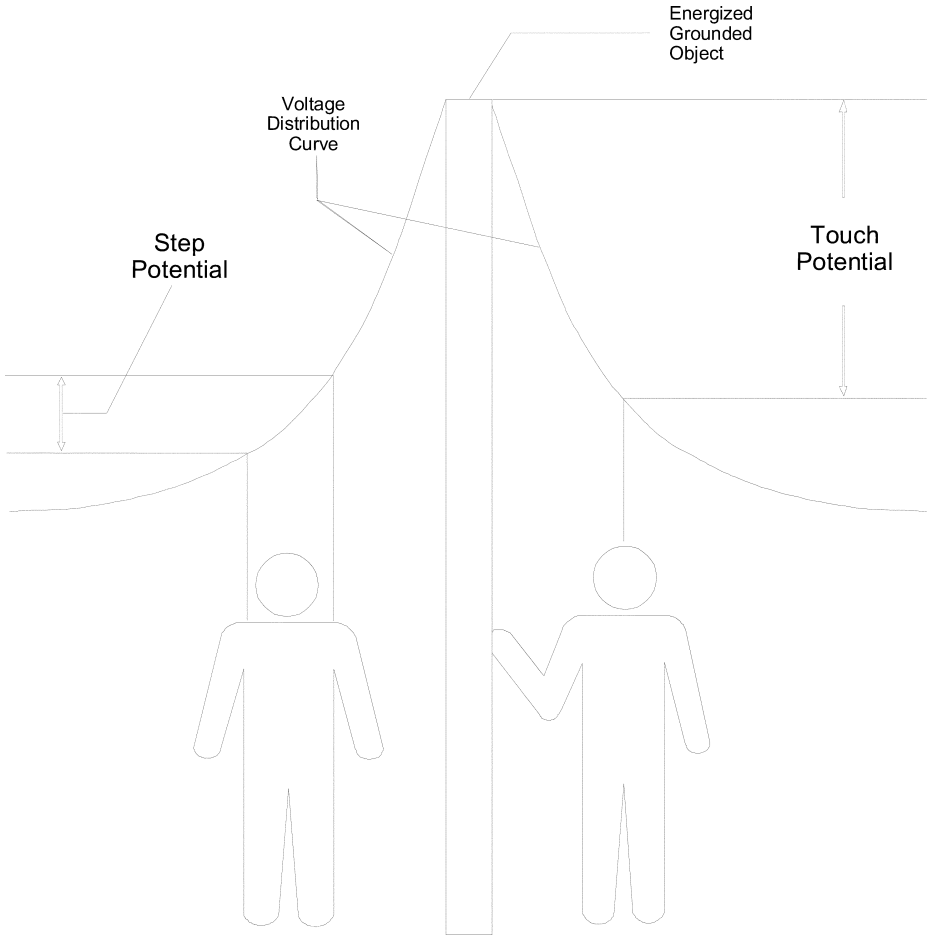 Energized
Grounded
Object
Voltage
Distribution
Curve
Step
Potential
Touch
Potential